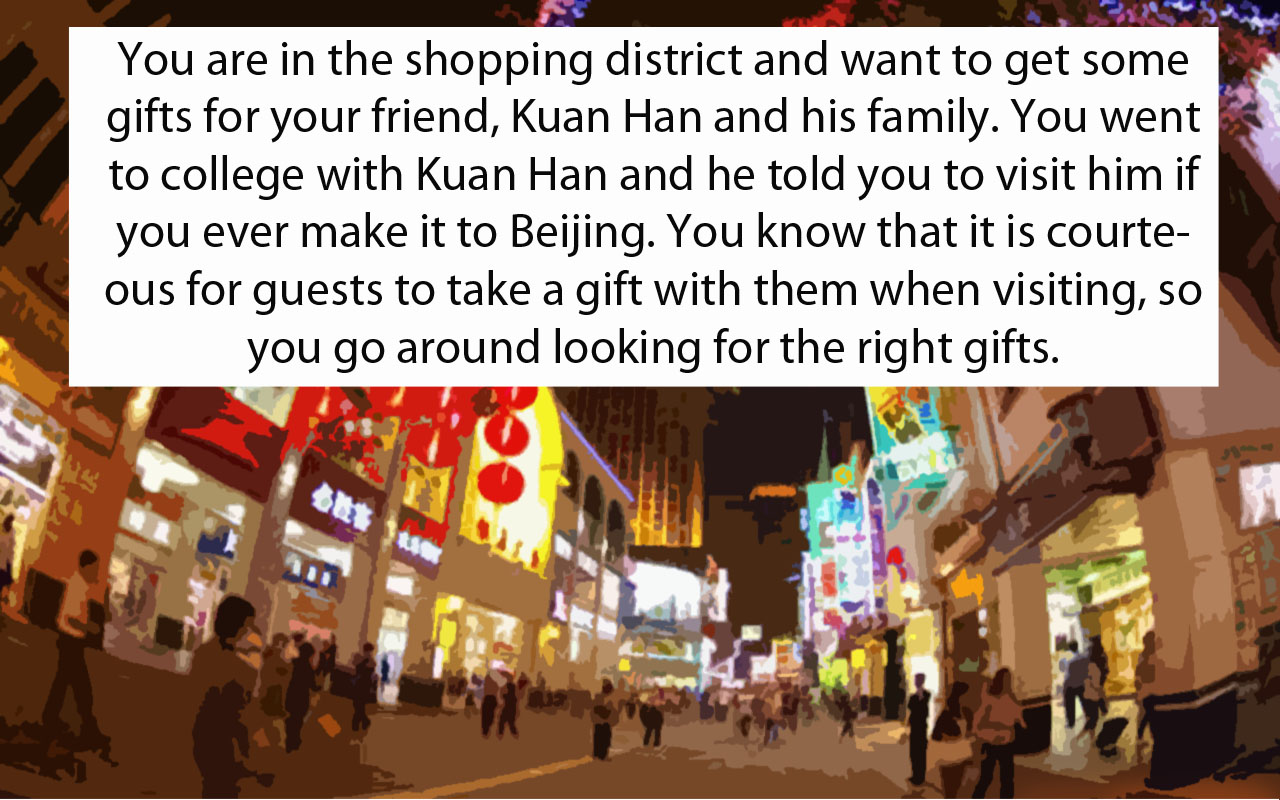 You are in the shopping district and want to get some
gifts for your friend, Kuan Han and his family. You went
to college with Kuan Han and he told you to visit him if
you ever make it to Beijing. You know that it is courte-
ous for guests to take a gift with them when visiting, so
you go around looking for the right gifts.